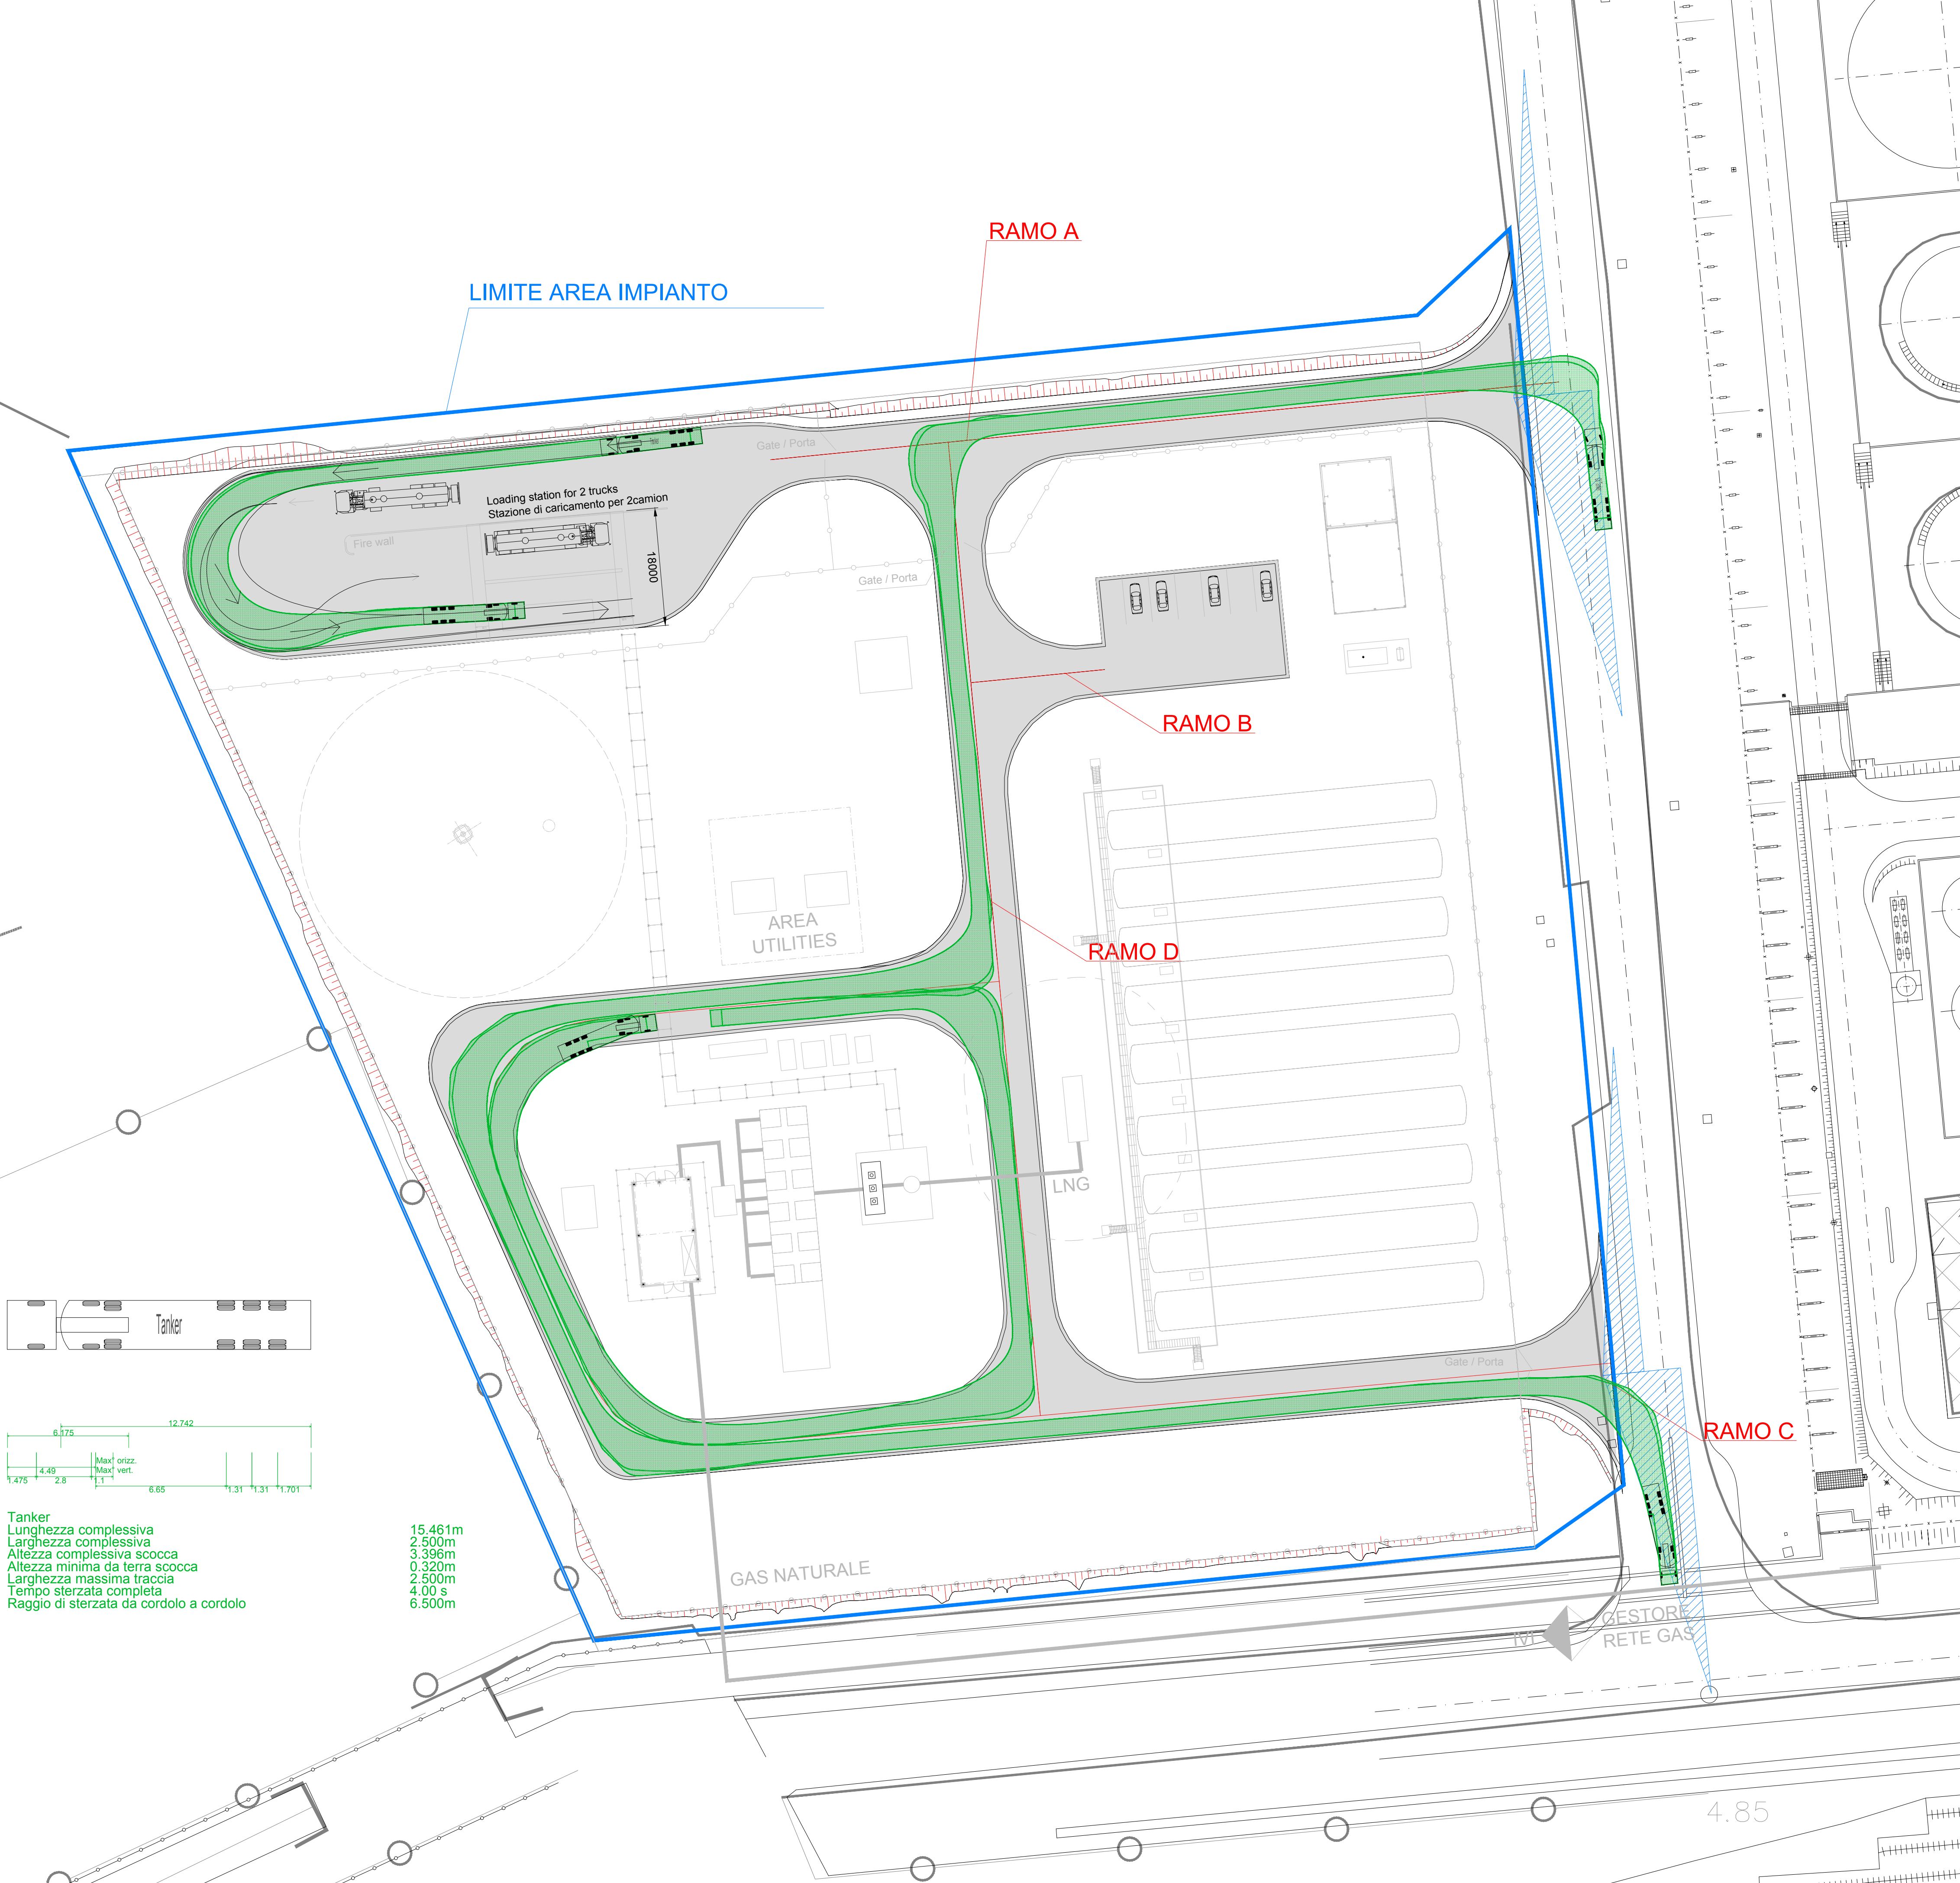 RAMO A
LIMITE AREA IMPIANTO
Gate / Porta
Loading station for 2 trucks
Stazione di caricamento per 2camion
Fire wall
18000
Gate / Porta
RAMO B
AREA
UTILITIES
RAMO D
LNG
Tanker
Gate / Porta
RAMO C
12.742
6.175
Max° orizz.
4.49
Max° vert.
1.475
2.8
1.1
6.65
1.31
1.31
1.701
Tanker
Lunghezza complessiva 15.461m
Larghezza complessiva 2.500m
Altezza complessiva scocca 3.396m
Altezza minima da terra scocca 0.320m
Larghezza massima traccia 2.500m
Tempo sterzata completa 4.00 s
Raggio di sterzata da cordolo a cordolo 6.500m
GAS NATURALE
GESTORE
RETE GAS
4.85